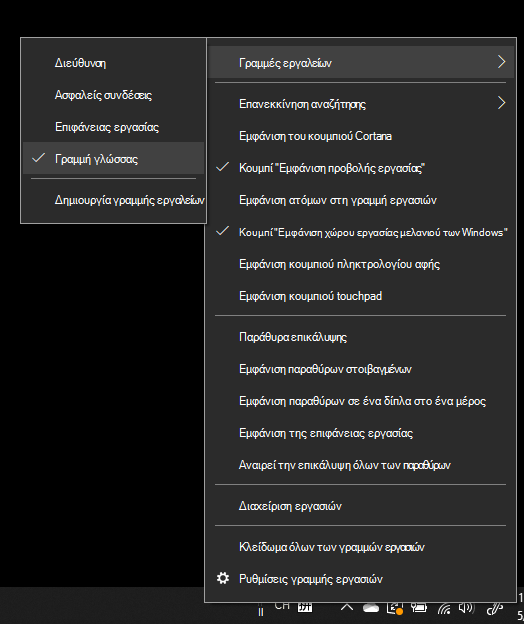 Διεύθυνση
Ασφαλείς συνδέσεις
Επιφάνειας εργασίας
Γραμμή γλώσσας
Δημιουργία γραμμής εργαλείων
Γραμμές εργαλείων
Επανεκκίνηση αναζήτησης
Εμφάνιση του κουμπιού Cortana
Κουμπί "Εμφάνιση προβολής εργασίας"
Εμφάνιση ατόμων στη γραμμή εργασιών
Κουμπί "Εμφάνιση χώρου εργασίας μελανιού των Windows"
Εμφάνιση κουμπιού πληκτρολογίου αφής
Εμφάνιση κουμπιού touchpad
Παράθυρα επικάλυψης
Εμφάνιση παραθύρων στοιβαγμένων
Εμφάνιση παραθύρων σε ένα δίπλα στο ένα μέρος
Εμφάνιση της επιφάνειας εργασίας
Αναιρεί την επικάλυψη όλων των παραθύρων
Διαχείριση εργασιών
Κλείδωμα όλων των γραμμών εργασιών
Ρυθμίσεις γραμμής εργασιών
CH